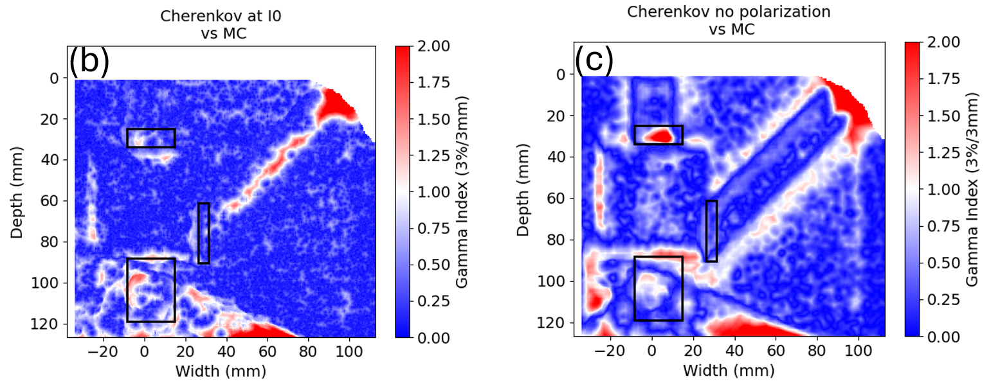 Cherenkov at I0
vs MC
(b)
0
20
40
60
80
100
120
Depth (mm)
−20 0 20 40 60 80 100
Width (mm)
2.00
1.75
1.50
1.25
1.00
0.75
0.50
0.25
0.00
Gamma Index (3%/3mm)
Cherenkov no polarization
vs MC
(c)
0
20
40
60
80
100
120
Depth (mm)
−20 0 20 40 60 80 100
Width (mm)
2.00
1.75
1.50
1.25
1.00
0.75
0.50
0.25
0.00
Gamma Index (3%/3mm)